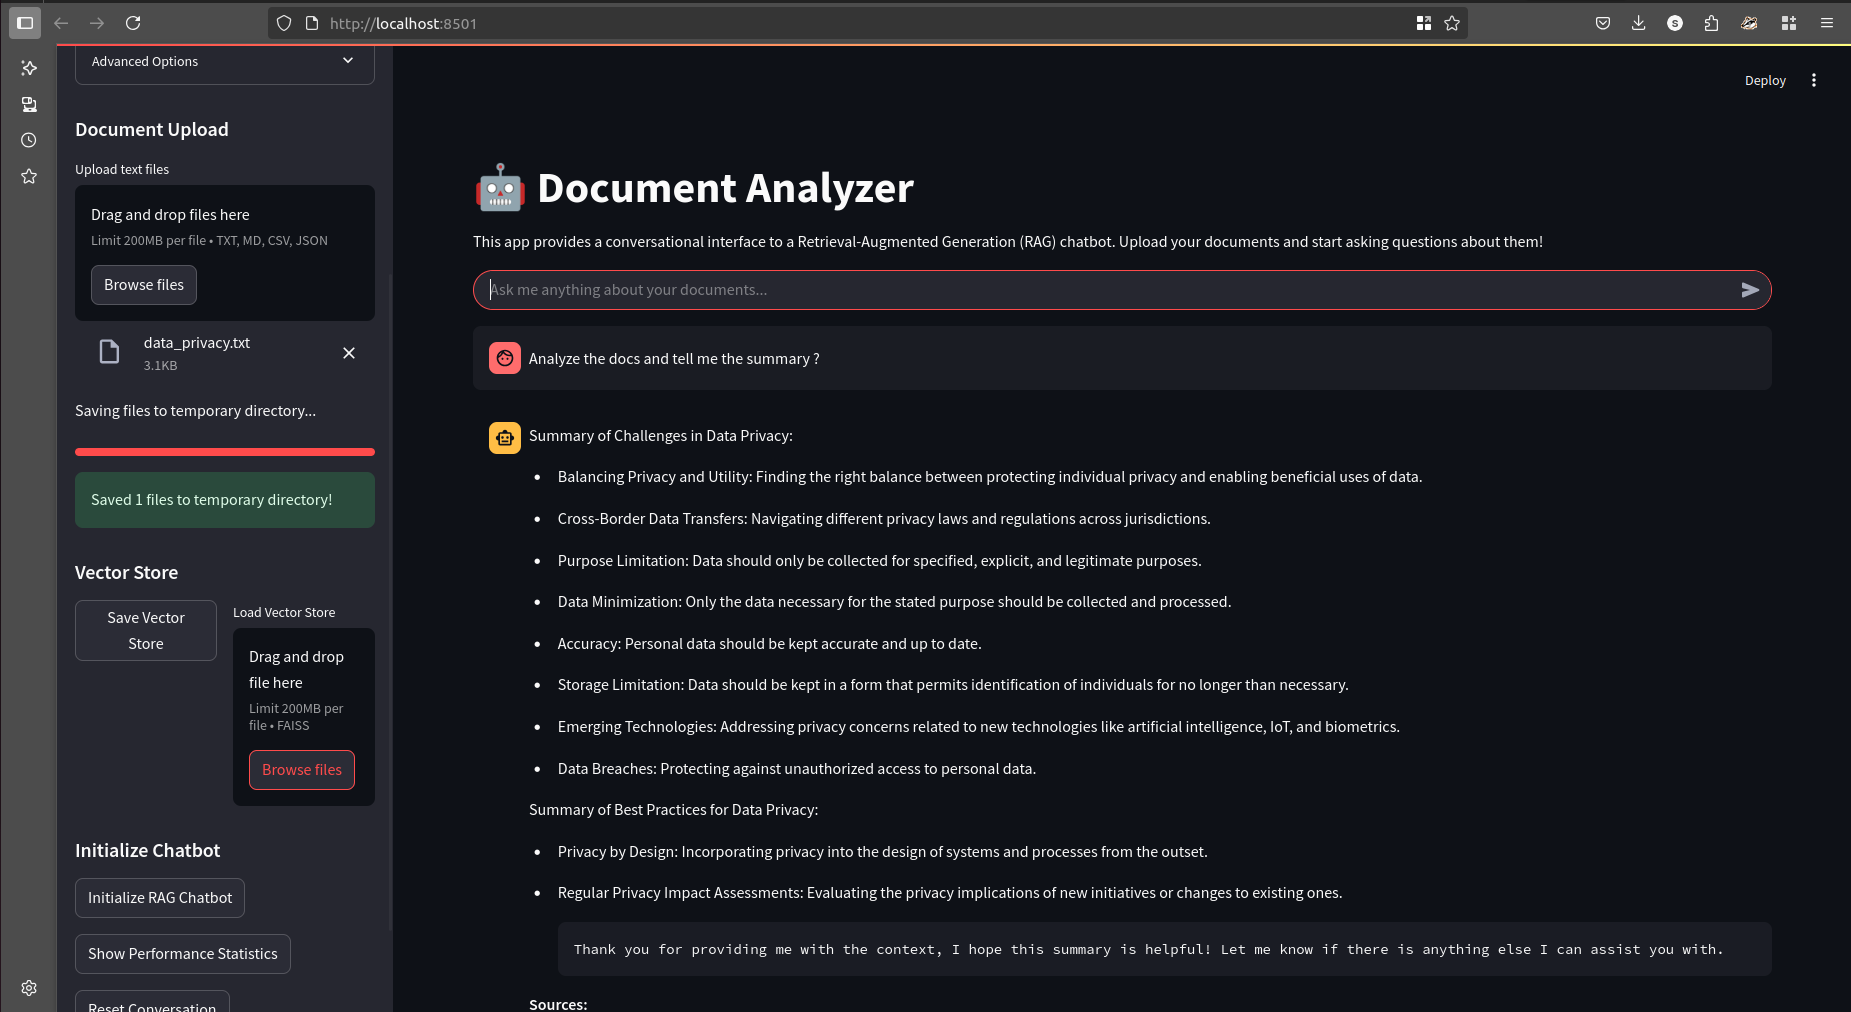 http://localhost:8501
S
Advanced Options
Document Upload
Upload text files
Drag and drop files here
Limit 200MB per file • TXT, MD, CSV, JSON
Browse files
data_privacy.txt
3.1KB
Saving files to temporary directory...
Saved 1 files to temporary directory!
Vector Store
Save Vector
Store
Load Vector Store
Drag and drop
file here
Limit 200MB per
file • FAISS
Browse files
Initialize Chatbot
Initialize RAG Chatbot
Show Performance Statistics
Reset Conversation
Deploy
Document Analyzer
This app provides a conversational interface to a Retrieval-Augmented Generation (RAG) chatbot. Upload your documents and start asking questions about them!
Ask me anything about your documents...
Analyze the docs and tell me the summary ?
Summary of Challenges in Data Privacy:
• Balancing Privacy and Utility: Finding the right balance between protecting individual privacy and enabling beneficial uses of data.
• Cross-Border Data Transfers: Navigating different privacy laws and regulations across jurisdictions.
• Purpose Limitation: Data should only be collected for specified, explicit, and legitimate purposes.
• Data Minimization: Only the data necessary for the stated purpose should be collected and processed.
• Accuracy: Personal data should be kept accurate and up to date.
• Storage Limitation: Data should be kept in a form that permits identification of individuals for no longer than necessary.
• Emerging Technologies: Addressing privacy concerns related to new technologies like artificial intelligence, IoT, and biometrics.
• Data Breaches: Protecting against unauthorized access to personal data.
Summary of Best Practices for Data Privacy:
• Privacy by Design: Incorporating privacy into the design of systems and processes from the outset.
• Regular Privacy Impact Assessments: Evaluating the privacy implications of new initiatives or changes to existing ones.
Thank you for providing me with the context, I hope this summary is helpful! Let me know if there is anything else I can assist you with.
Sources: